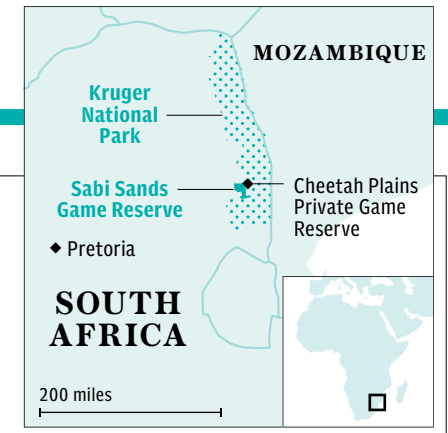 MOZAMBIQUE
Kruger
National
Park
Sabi Sands
Game Reserve
Cheetah Plains
Private Game
Reserve
Pretoria
SOUTH
AFRICA
200 miles